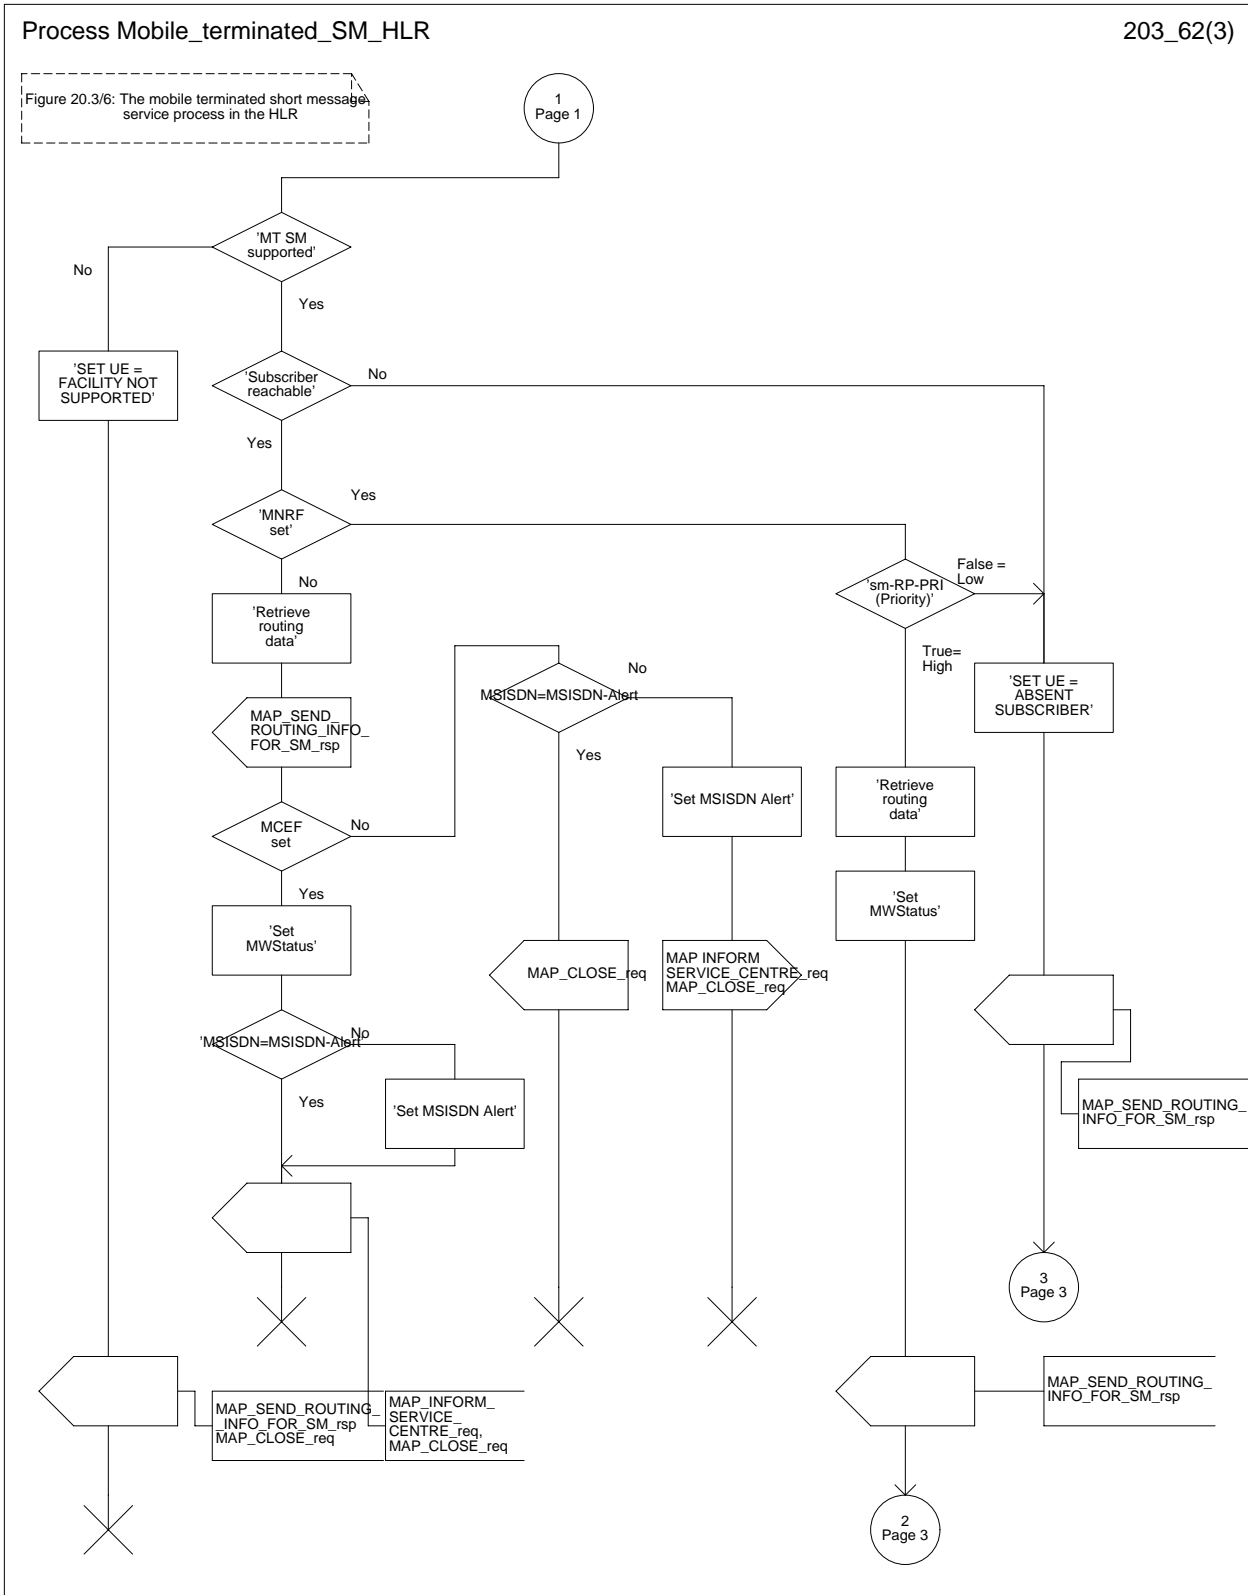 Process Mobile_terminated_SM_HLR
203_62(3)
Figure 20.3/6: The mobile terminated short message
service process in the HLR
1
Page 1
'MT SM
supported'
No
Yes
'SET UE =
FACILITY NOT
SUPPORTED'
'Subscriber
reachable'
No
Yes
'MNRF
set'
Yes
No
'sm-RP-PRI
(Priority)'
False =
Low
True=
High
'Retrieve
routing
data'
MSISDN=MSISDN-Alert
No
Yes
'SET UE =
ABSENT
SUBSCRIBER'
MAP_SEND_
ROUTING_INFO_
FOR_SM_rsp
'Set MSISDN Alert'
'Retrieve
routing
data'
MCEF
set
No
Yes
'Set
MWStatus'
'Set
MWStatus'
MAP_CLOSE_req
MAP INFORM
SERVICE_CENTRE_req
MAP_CLOSE_req
'MSISDN=MSISDN-Alert'
No
Yes
'Set MSISDN Alert'
MAP_SEND_ROUTING_
INFO_FOR_SM_rsp
3
Page 3
MAP_SEND_ROUTING_
_INFO_FOR_SM_rsp
MAP_CLOSE_req
MAP_INFORM_
SERVICE_
CENTRE_req,
MAP_CLOSE_req
MAP_SEND_ROUTING_
INFO_FOR_SM_rsp
2
Page 3